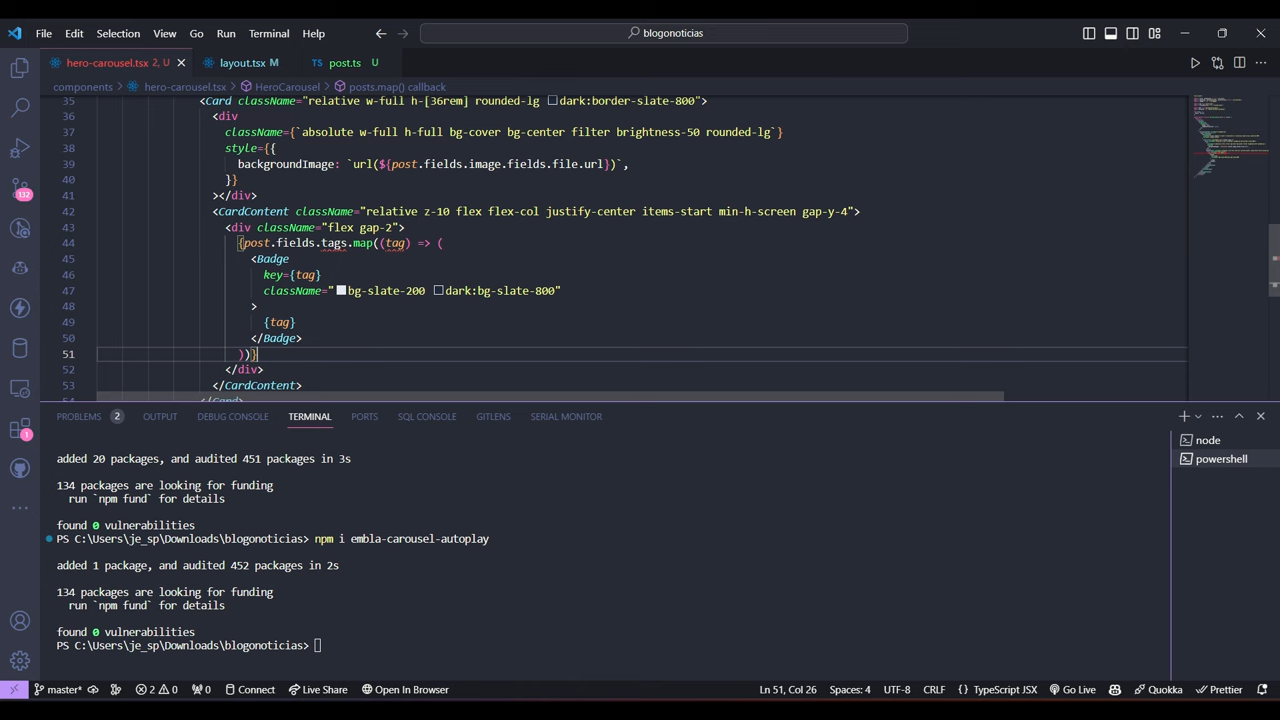 File Edit Selection View Go Run Terminal Help
blogonoticias
hero-carousel.tsx 2, U
layout.tsx M
post.ts U
components > hero-carousel.tsx > HeroCarousel > posts.map() callback
35 <Card className="relative w-full h-[36rem] rounded-lg dark:border-slate-800">
36 <div
37 className={`absolute w-full h-full bg-cover bg-center filter brightness-50 rounded-lg`}
38 style={{
39 backgroundImage: `url(${post.fields.image.fields.file.url})`,
40 }}
41 ></div>
42 <CardContent className="relative z-10 flex flex-col justify-center items-start min-h-screen gap-y-4">
43 <div className="flex gap-2">
44 {post.fields.tags.map((tag) => (
45 <Badge
46 key={tag}
47 className=" bg-slate-200 dark:bg-slate-800"
48 >
49 {tag}
50 </Badge>
51 ))}
52 </div>
53 </CardContent>
54 </Card>
PROBLEMS 2 OUTPUT DEBUG CONSOLE TERMINAL PORTS SQL CONSOLE GITLENS SERIAL MONITOR
added 20 packages, and audited 451 packages in 3s
134 packages are looking for funding
run `npm fund` for details
found 0 vulnerabilities
PS C:\Users\je_sp\Downloads\blogonoticias> npm i embla-carousel-autoplay
added 1 package, and audited 452 packages in 2s
134 packages are looking for funding
run `npm fund` for details
found 0 vulnerabilities
PS C:\Users\je_sp\Downloads\blogonoticias>
node
powershell
132
1
master* 2 0 0 Connect Live Share Open In Browser Ln 51, Col 26 Spaces: 4 UTF-8 CRLF {} TypeScript JSX Go Live Quokka Prettier